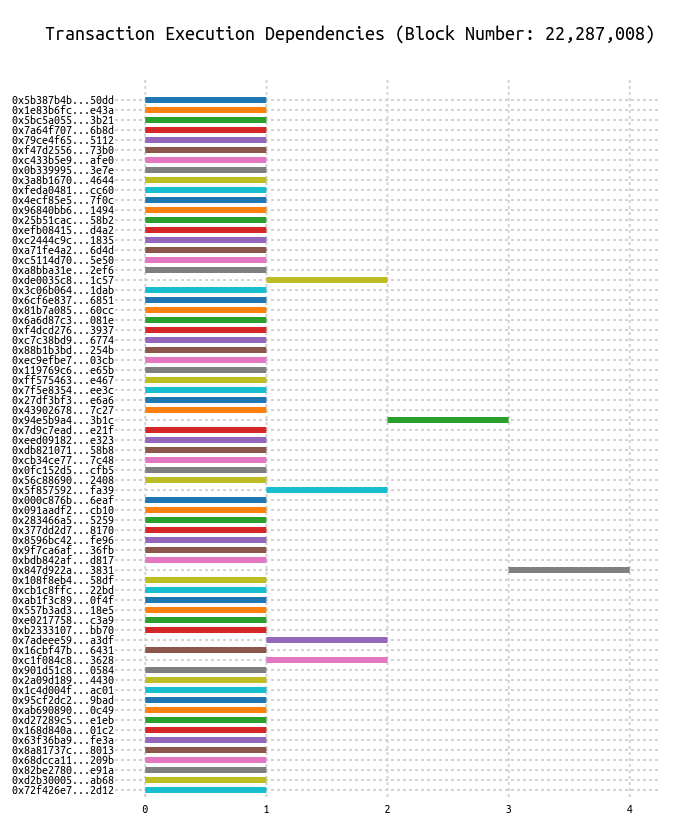 Transaction Execution Dependencies (Block Number: 22,287,008)
0x5b387b4b...50dd
0x1e83b6fc...e43a
0x5bc5a055...3b21
0x7a64f707...6b8d
0x79ce4f65...5112
0xf47d2556...73b0
0xc433b5e9...afe0
0x0b339995...3e7e
0x3a8b1670...4644
0xfeda0481...cc60
0x4ecf85e5...7f0c
0x96840bb6...1494
0x25b51cac...58b2
0xefb08415...d4a2
0xc2444c9c...1835
0xa71fe4a2...6d4d
0xc5114d70...5e50
0xa8bba31e...2ef6
0xde0035c8...1c57
0x3c06b064...1dab
0x6cf6e837...6851
0x81b7a085...60cc
0x6a6d87c3...081e
0xf4dcd276...3937
0xc7c38bd9...6774
0x88b1b3bd...254b
0xec9efbe7...03cb
0x119769c6...e65b
0xff575463...e467
0x7f5e8354...ee3c
0x27df3bf3...e6a6
0x43902678...7c27
0x94e5b9a4...3b1c
0x7d9c7ead...e21f
0xeed09182...e323
0xdb821071...58b8
0xcb34ce77...7c48
0x0fc152d5...cfb5
0x56c88690...2408
0x5f857592...fa39
0x000c876b...6eaf
0x091aadf2...cb10
0x283466a5...5259
0x377dd2d7...8170
0x8596bc42...fe96
0x9f7ca6af...36fb
0xbdb842af...d817
0x847d922a...3831
0x108f8eb4...58df
0xcb1c8ffc...22bd
0xab1f3c89...0f4f
0x557b3ad3...18e5
0xe0217758...c3a9
0xb2333107...bb70
0x7adeee59...a3df
0x16cbf47b...6431
0xc1f084c8...3628
0x901d51c8...0584
0x2a09d189...4430
0x1c4d004f...ac01
0x95cf2dc2...9bad
0xab690890...0c49
0xd27289c5...e1eb
0x168d840a...01c2
0x63f36ba9...fe3a
0x8a81737c...8013
0x68dcca11...209b
0x82be2780...e91a
0xd2b30005...ab68
0x72f426e7...2d12
0 1 2 3 4